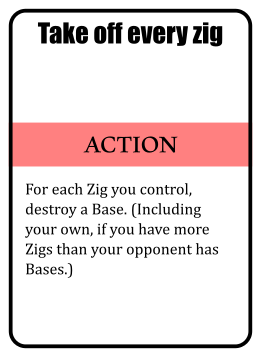 Take off every zig
ACTION
For each Zig you control,
destroy a Base. (Including
your own, if you have more
Zigs than your opponent has
Bases.)